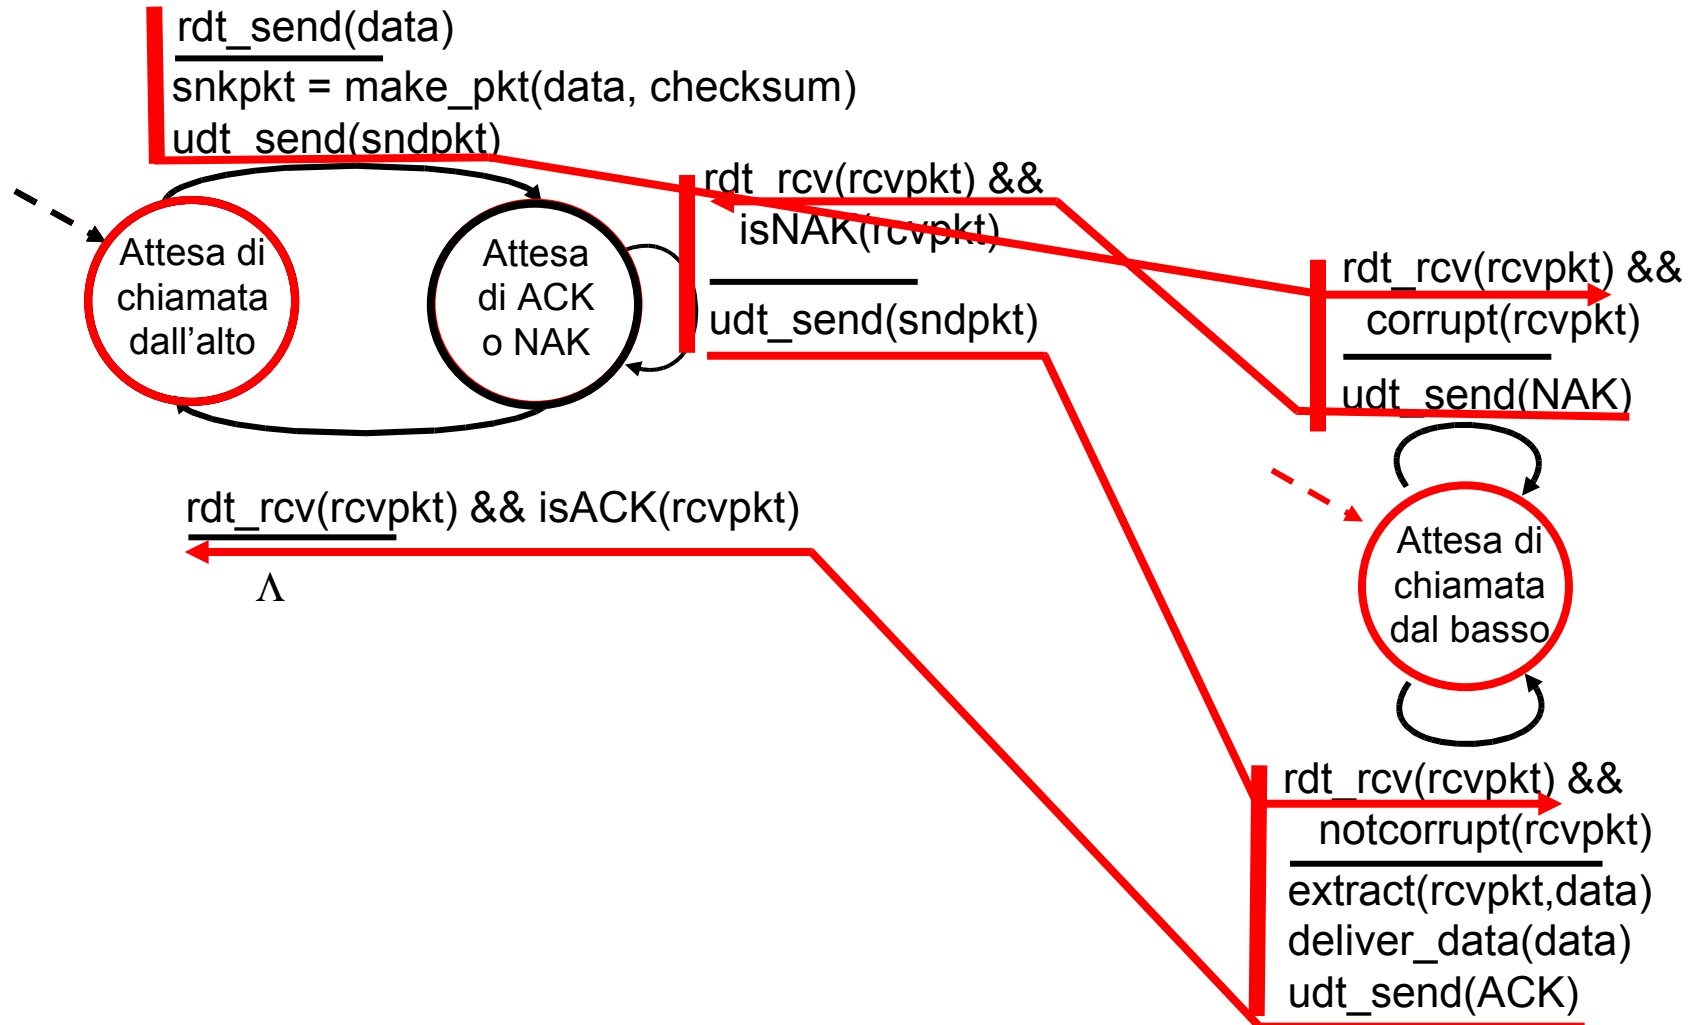 rdt_send(data)
snkpkt = make_pkt(data, checksum)
udt_send(sndpkt)
Attesa di
chiamata
dall'alto
Attesa
di ACK
o NAK
rdt_rcv(rcvpkt) &&
isNAK(rcvpkt)
udt_send(sndpkt)
rdt_rcv(rcvpkt) && isACK(rcvpkt)
Λ
rdt_rcv(rcvpkt) &&
corrupt(rcvpkt)
udt_send(NAK)
Attesa di
chiamata
dal basso
rdt_rcv(rcvpkt) &&
notcorrupt(rcvpkt)
extract(rcvpkt,data)
deliver_data(data)
udt_send(ACK)